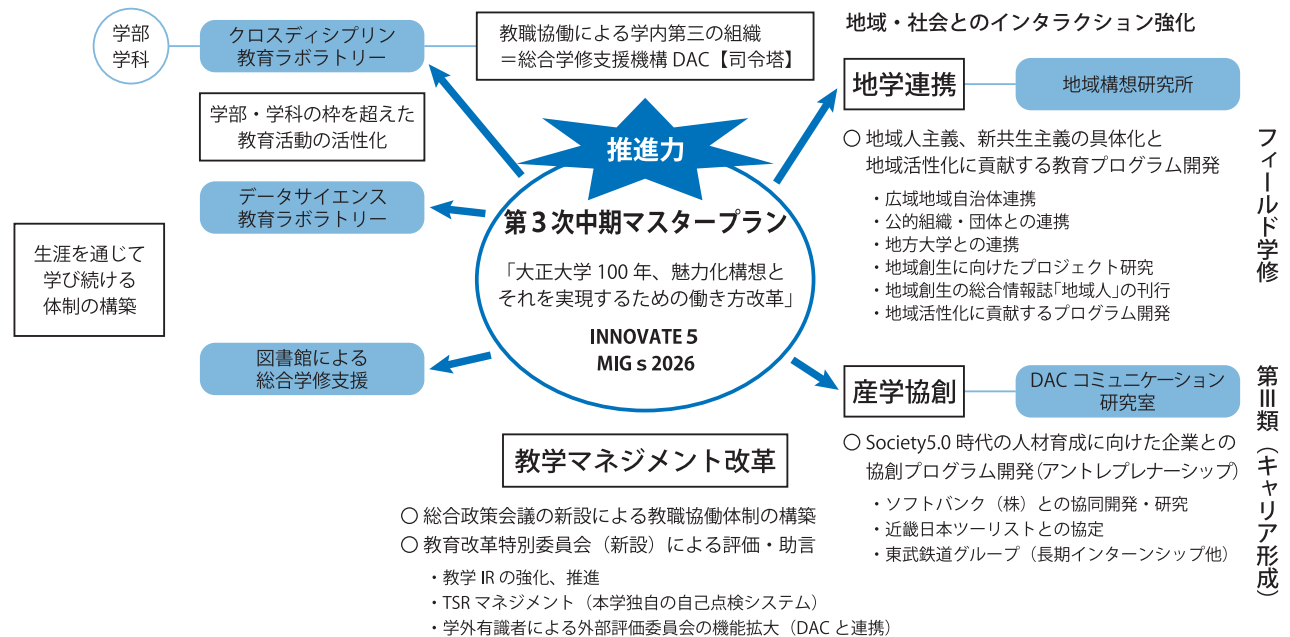 学部
学科
クロスディシプリン
教育ラボラトリー
教職協働による学内第三の組織
＝総合学修支援機構 DAC【司令塔】
学部・学科の枠を超えた
教育活動の活性化
データサイエンス
教育ラボラトリー
生涯を通じて
学び続ける
体制の構築
図書館による
総合学修支援
推進力
第３次中期マスタープラン
「大正大学 100 年、魅力化構想と
それを実現するための働き方改革」
INNOVATE 5
MIG s 2026
地域・社会とのインタラクション強化
地学連携
地域構想研究所
〇 地域人主義、新共生主義の具体化と
地域活性化に貢献する教育プログラム開発
・広域地域自治体連携
・公的組織・団体との連携
・地方大学との連携
・地域創生に向けたプロジェクト研究
・地域創生の総合情報誌「地域人」の刊行
・地域活性化に貢献するプログラム開発
フィールド学修
産学協創
DAC コミュニケーション
研究室
〇 Society5.0 時代の人材育成に向けた企業との
協創プログラム開発（アントレプレナーシップ）
・ソフトバンク（株）との協同開発・研究
・近畿日本ツーリストとの協定
・東武鉄道グループ（長期インターンシップ他）
第Ⅲ類（キャリア形成）
教学マネジメント改革
〇 総合政策会議の新設による教職協働体制の構築
〇 教育改革特別委員会（新設）による評価・助言
・教学 IR の強化、推進
・TSR マネジメント（本学独自の自己点検システム）
・学外有識者による外部評価委員会の機能拡大（DAC と連携）